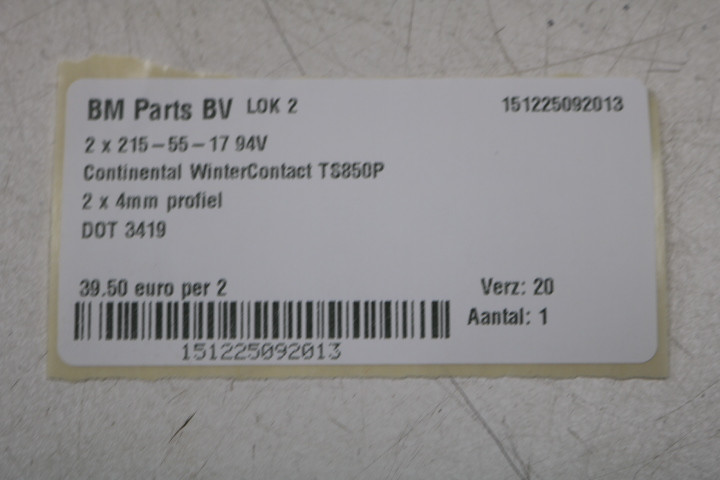 BM Parts BV LOK 2 151225092013
2 x 215-55-17 94V
Continental WinterContact TS850P
2 x 4mm profiel
DOT 3419
39.50 euro per 2 Verz: 20
Aantal: 1
151225092013